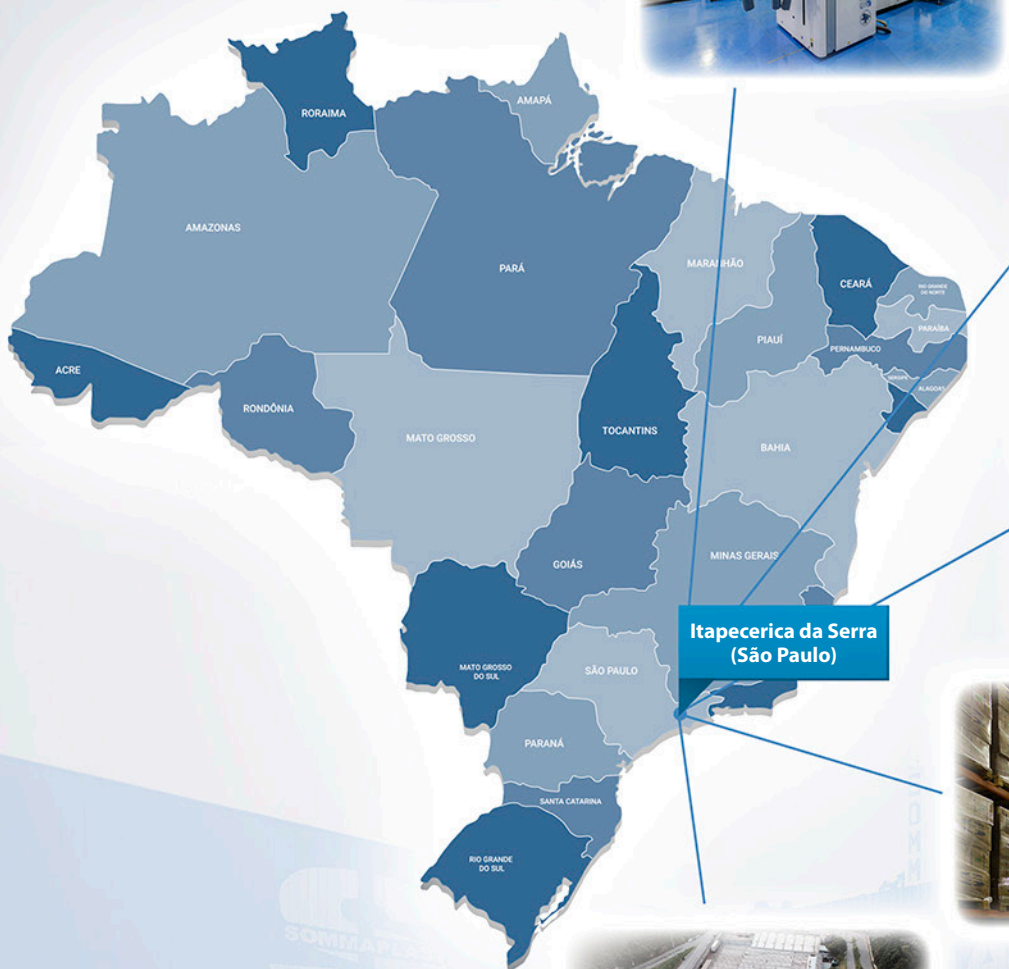 RORAIMA
AMAPÁ
AMAZONAS
PARÁ
MARANHÃO
CEARÁ
RIO GRANDE
DO NORTE
PARAÍBA
PIAUÍ
PERNAMBUCO
ACRE
SERGIPE
ALAGOAS
RONDÔNIA
MATO GROSSO
TOCANTINS
BAHIA
GOIÁS
MINAS GERAIS
Itapecerica da Serra
(São Paulo)
MATO GROSSO
DO SUL
SÃO PAULO
PARANÁ
SANTA CATARINA
RIO GRANDE
DO SUL